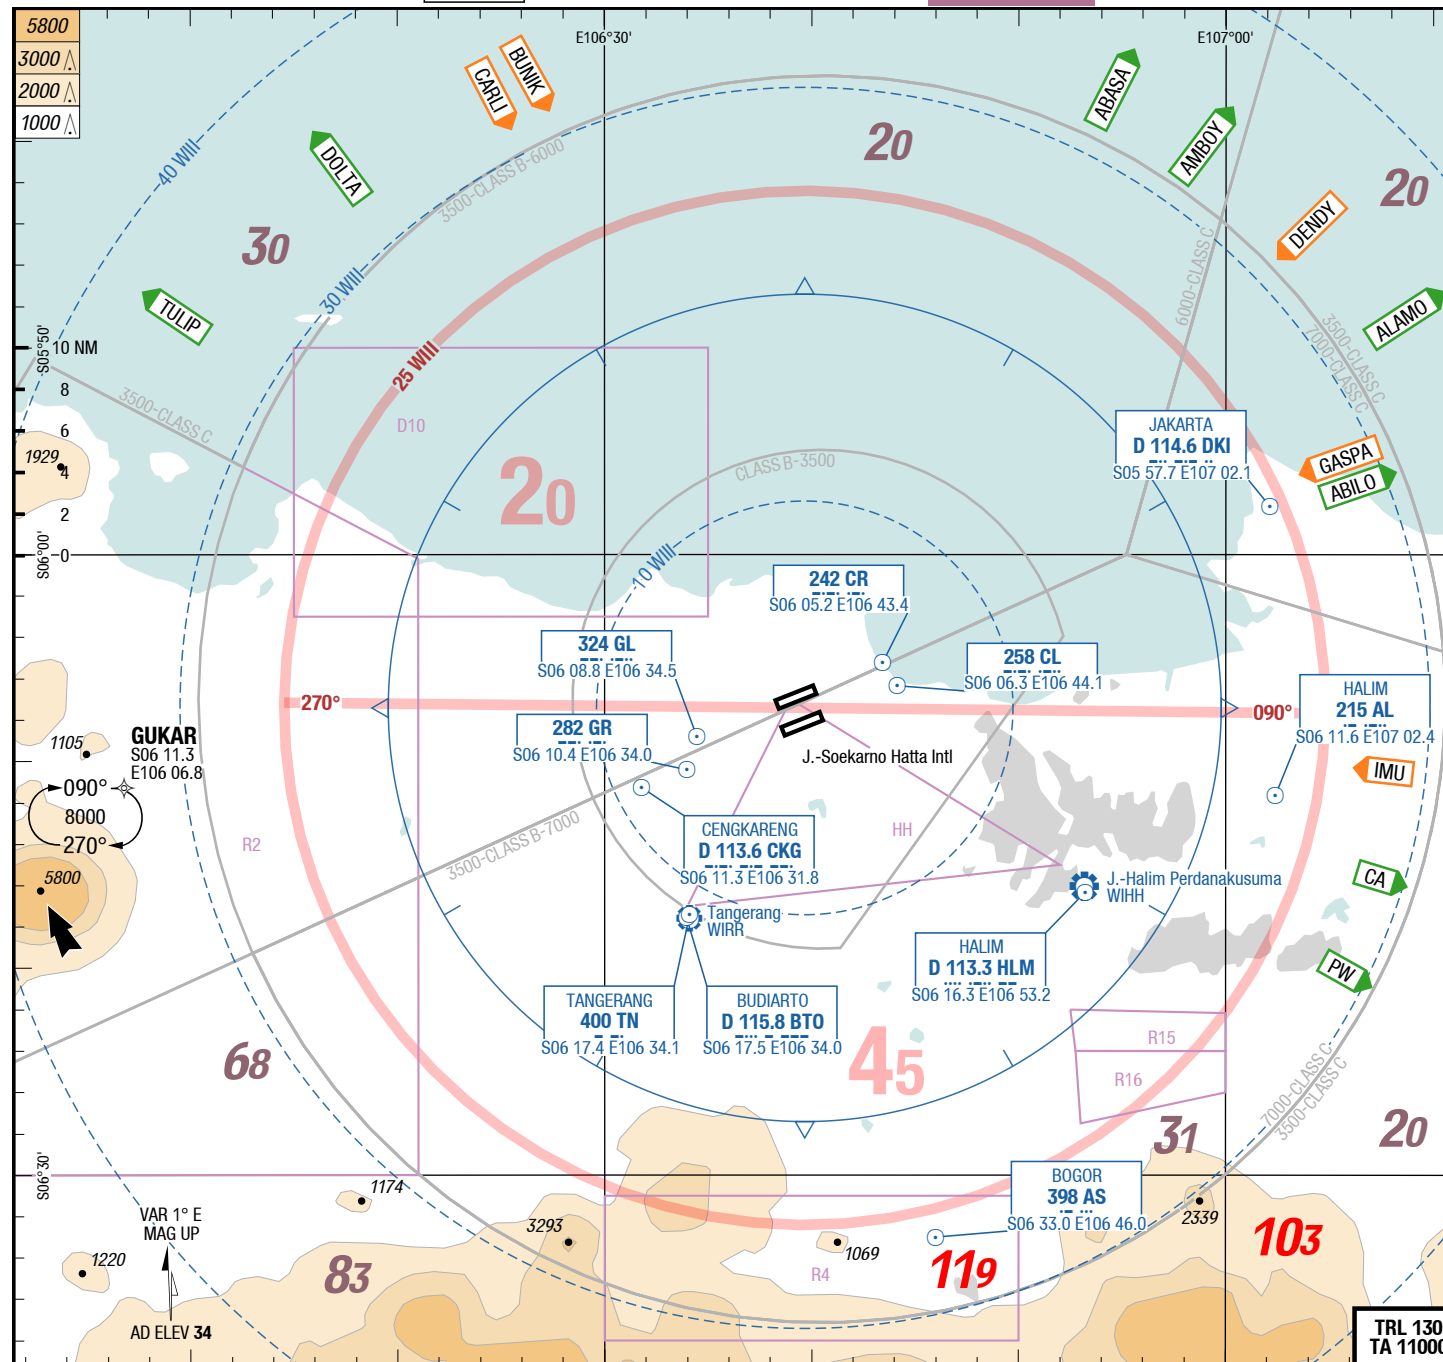 5800
3000
2000
1000
E106°30'
E107°00'
BUNIK
CARLI
DOLTA
TULIP
ABASA
AMBOY
DENDY
ALAMO
GASPA
ABILO
IMU
CA
PW
40 WIII
30 WIII
25 WIII
10 WIII
3500-CLASS B-6000
6000-CLASS C
3500-CLASS C
7000-CLASS C
3500-CLASS C
CLASS B-3500
3500-CLASS B-7000
7000-CLASS C
3500-CLASS C
20
20
30
20
45
68
83
31
20
119
103
S05°50'
10 NM
8
6
4
2
0
S06°00'
S06°30'
1929
D10
JAKARTA
D 114.6 DKI
S05 57.7 E107 02.1
242 CR
S06 05.2 E106 43.4
324 GL
S06 08.8 E106 34.5
258 CL
S06 06.3 E106 44.1
282 GR
S06 10.4 E106 34.0
270°
090°
HALIM
215 AL
S06 11.6 E107 02.4
J.-Soekarno Hatta Intl
1105
GUKAR
S06 11.3
E106 06.8
090°
8000
270°
5800
R2
HH
CENGKARENG
D 113.6 CKG
S06 11.3 E106 31.8
Tangerang
WIRR
J.-Halim Perdanakusuma
WIHH
HALIM
D 113.3 HLM
S06 16.3 E106 53.2
TANGERANG
400 TN
S06 17.4 E106 34.1
BUDIARTO
D 115.8 BTO
S06 17.5 E106 34.0
R15
R16
BOGOR
398 AS
S06 33.0 E106 46.0
1174
3293
1069
2339
1220
R4
VAR 1° E
MAG UP
AD ELEV 34
TRL 130
TA 11000